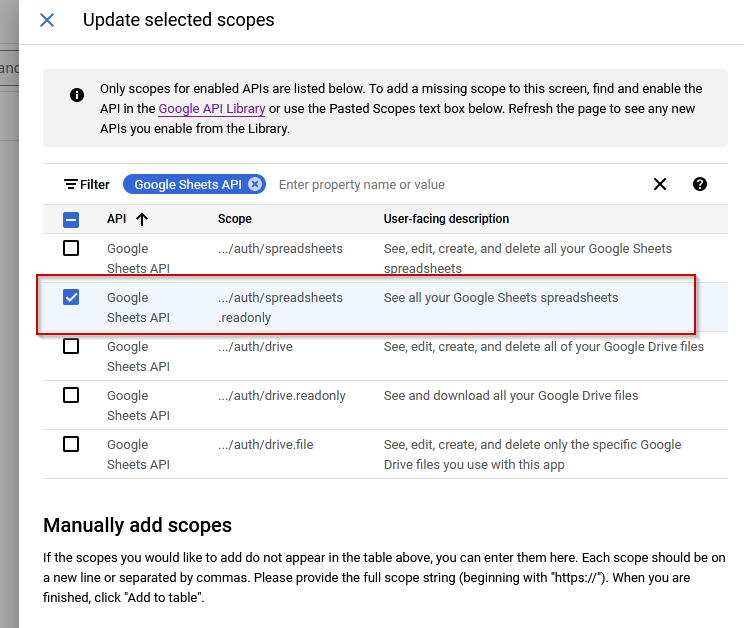 Update selected scopes
and
Only scopes for enabled APIs are listed below. To add a missing scope to this screen, find and enable the
API in the Google API Library or use the Pasted Scopes text box below. Refresh the page to see any new
APIs you enable from the Library.
Filter Google Sheets API Enter property name or value
API Scope User-facing description
Google .../auth/spreadsheets See, edit, create, and delete all your Google Sheets
Sheets API spreadsheets
Google .../auth/spreadsheets See all your Google Sheets spreadsheets
Sheets API .readonly
Google .../auth/drive See, edit, create, and delete all of your Google Drive files
Sheets API
Google .../auth/drive.readonly See and download all your Google Drive files
Sheets API
Google .../auth/drive.file See, edit, create, and delete only the specific Google
Sheets API Drive files you use with this app
Manually add scopes
If the scopes you would like to add do not appear in the table above, you can enter them here. Each scope should be on
a new line or separated by commas. Please provide the full scope string (beginning with "https://"). When you are
finished, click "Add to table".